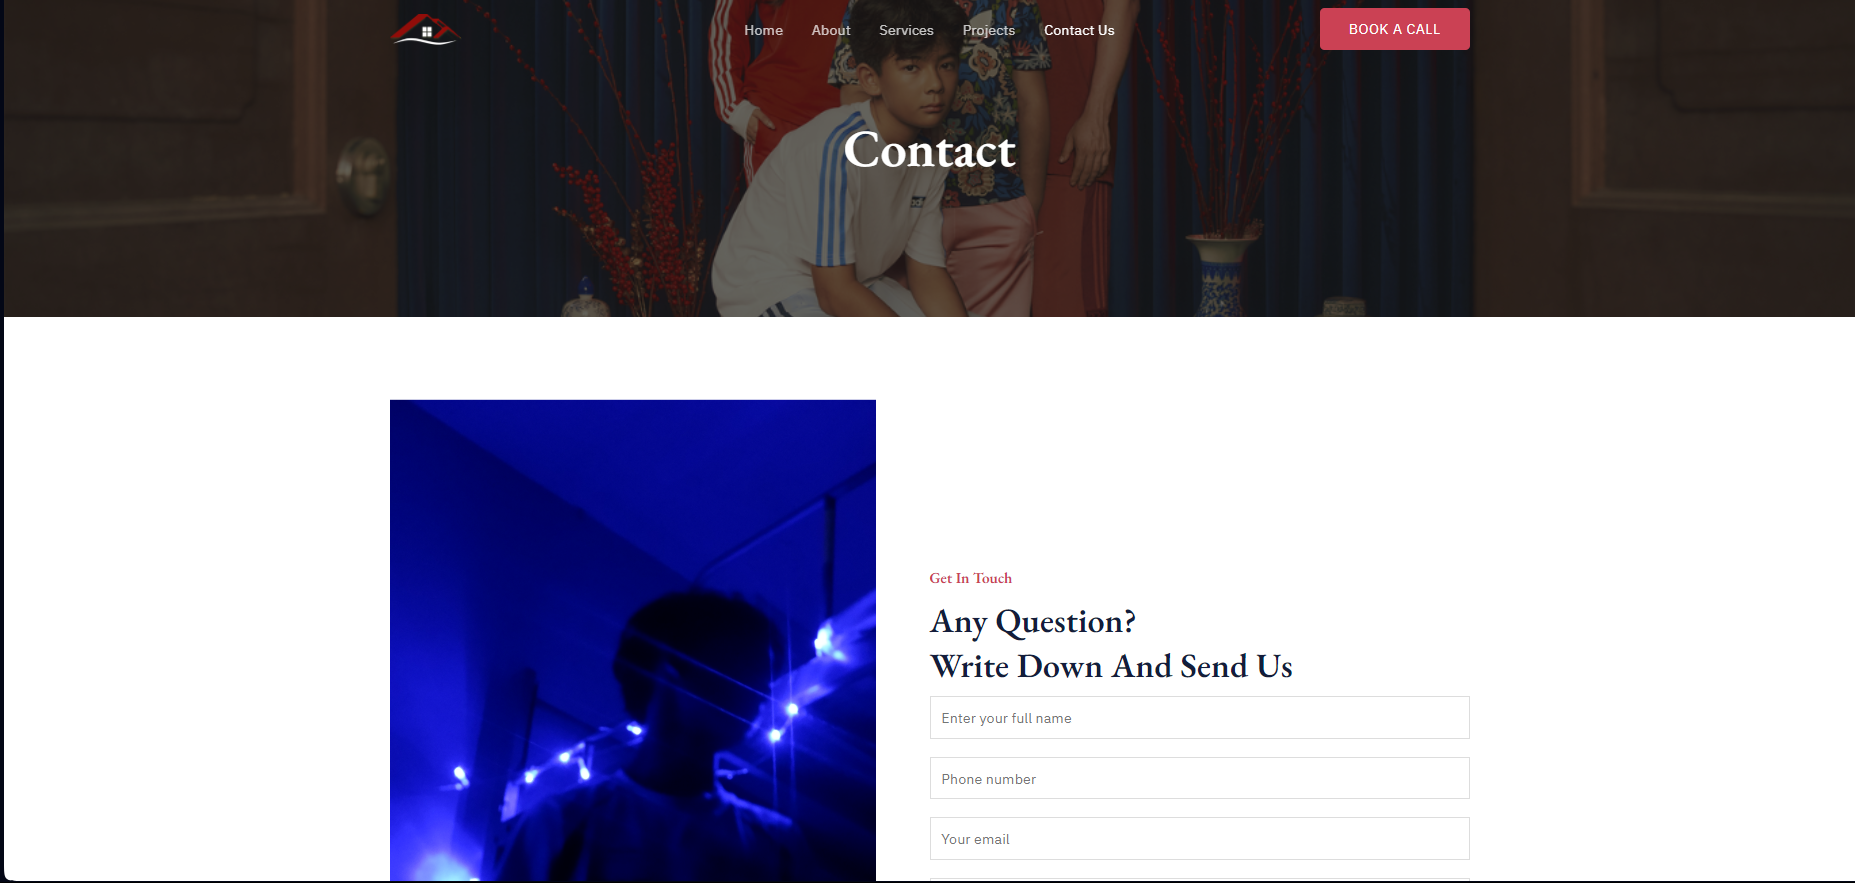 Home About Services Projects Contact Us BOOK A CALL
Contact
Get In Touch
Any Question?
Write Down And Send Us
Enter your full name
Phone number
Your email